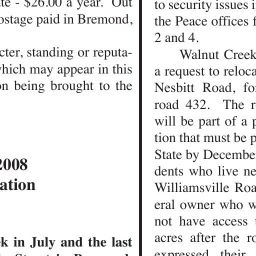 ate - $26.00 a year. Out
ostage paid in Bremond,
cter, standing or reputa-
which may appear in this
on being brought to the
2008
ation
k in July and the last
to security issues i
the Peace offices f
2 and 4.
Walnut Creek
a request to reloca
Nesbitt Road, fo
road 432. The r
will be part of a p
tion that must be p
State by December
dents who live ne
Williamsville Roa
eral owner who w
not have access t
acres after the ro
expressed their